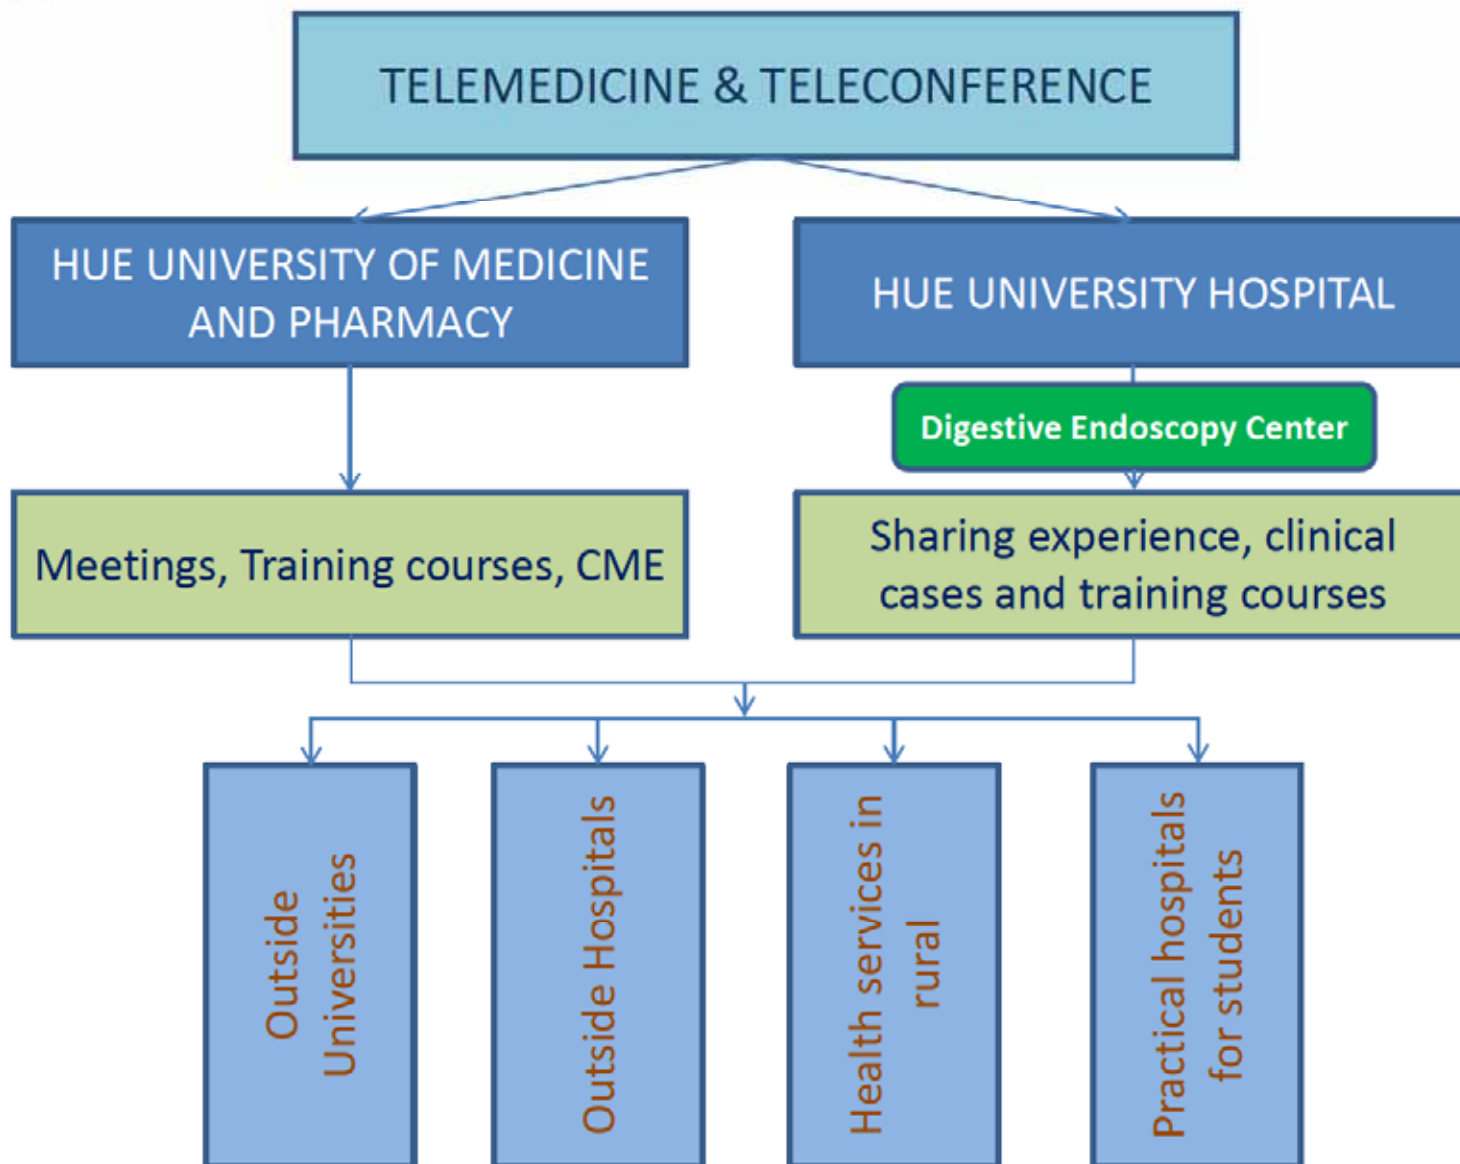 TELEMEDICINE & TELECONFERENCE
HUE UNIVERSITY OF MEDICINE
AND PHARMACY
HUE UNIVERSITY HOSPITAL
Digestive Endoscopy Center
Meetings, Training courses, CME
Sharing experience, clinical
cases and training courses
Outside
Universities
Outside Hospitals
Health services in
rural
Practical hospitals
for students